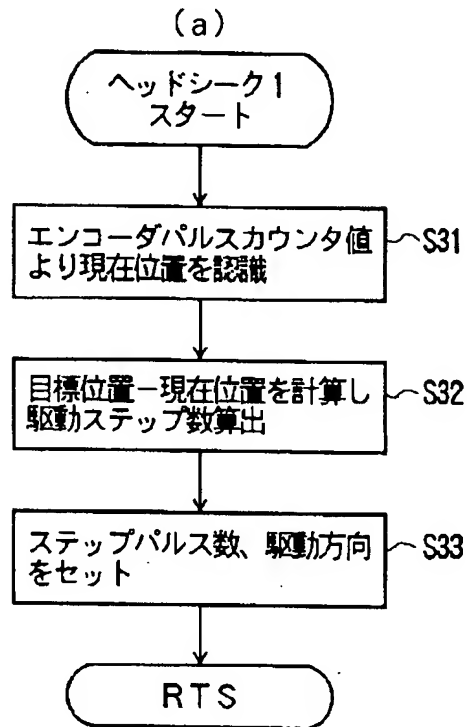 (a)
ヘッドシーク1
スタート
エンコーダパルスカウンタ値
より現在位置を認識
S31
目標位置−現在位置を計算し
駆動ステップ数算出
S32
ステップパルス数、駆動方向
をセット
S33
RTS